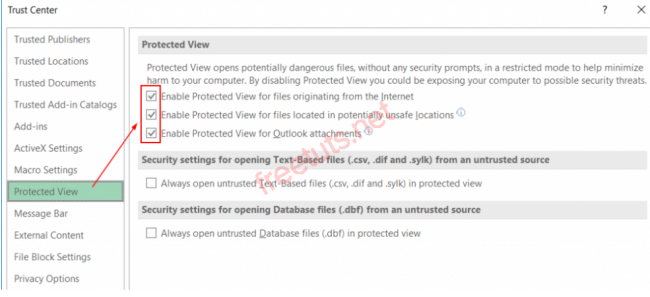 Trust Center
? ×
Trusted Publishers
Trusted Locations
Trusted Documents
Trusted Add-in Catalogs
Add-ins
ActiveX Settings
Macro Settings
Protected View
Message Bar
External Content
File Block Settings
Privacy Options
Protected View
Protected View opens potentially dangerous files, without any security prompts, in a restricted mode to help minimize
harm to your computer. By disabling Protected View you could be exposing your computer to possible security threats.
Enable Protected View for files originating from the Internet
Enable Protected View for files located in potentially unsafe locations
Enable Protected View for Outlook attachments
Security settings for opening Text-Based files (.csv, .dif and .sylk) from an untrusted source
Always open untrusted Text-Based files (.csv, .dif and .sylk) in protected view
Security settings for opening Database files (.dbf) from an untrusted source
Always open untrusted Database files (.dbf) in protected view
freetuts.net